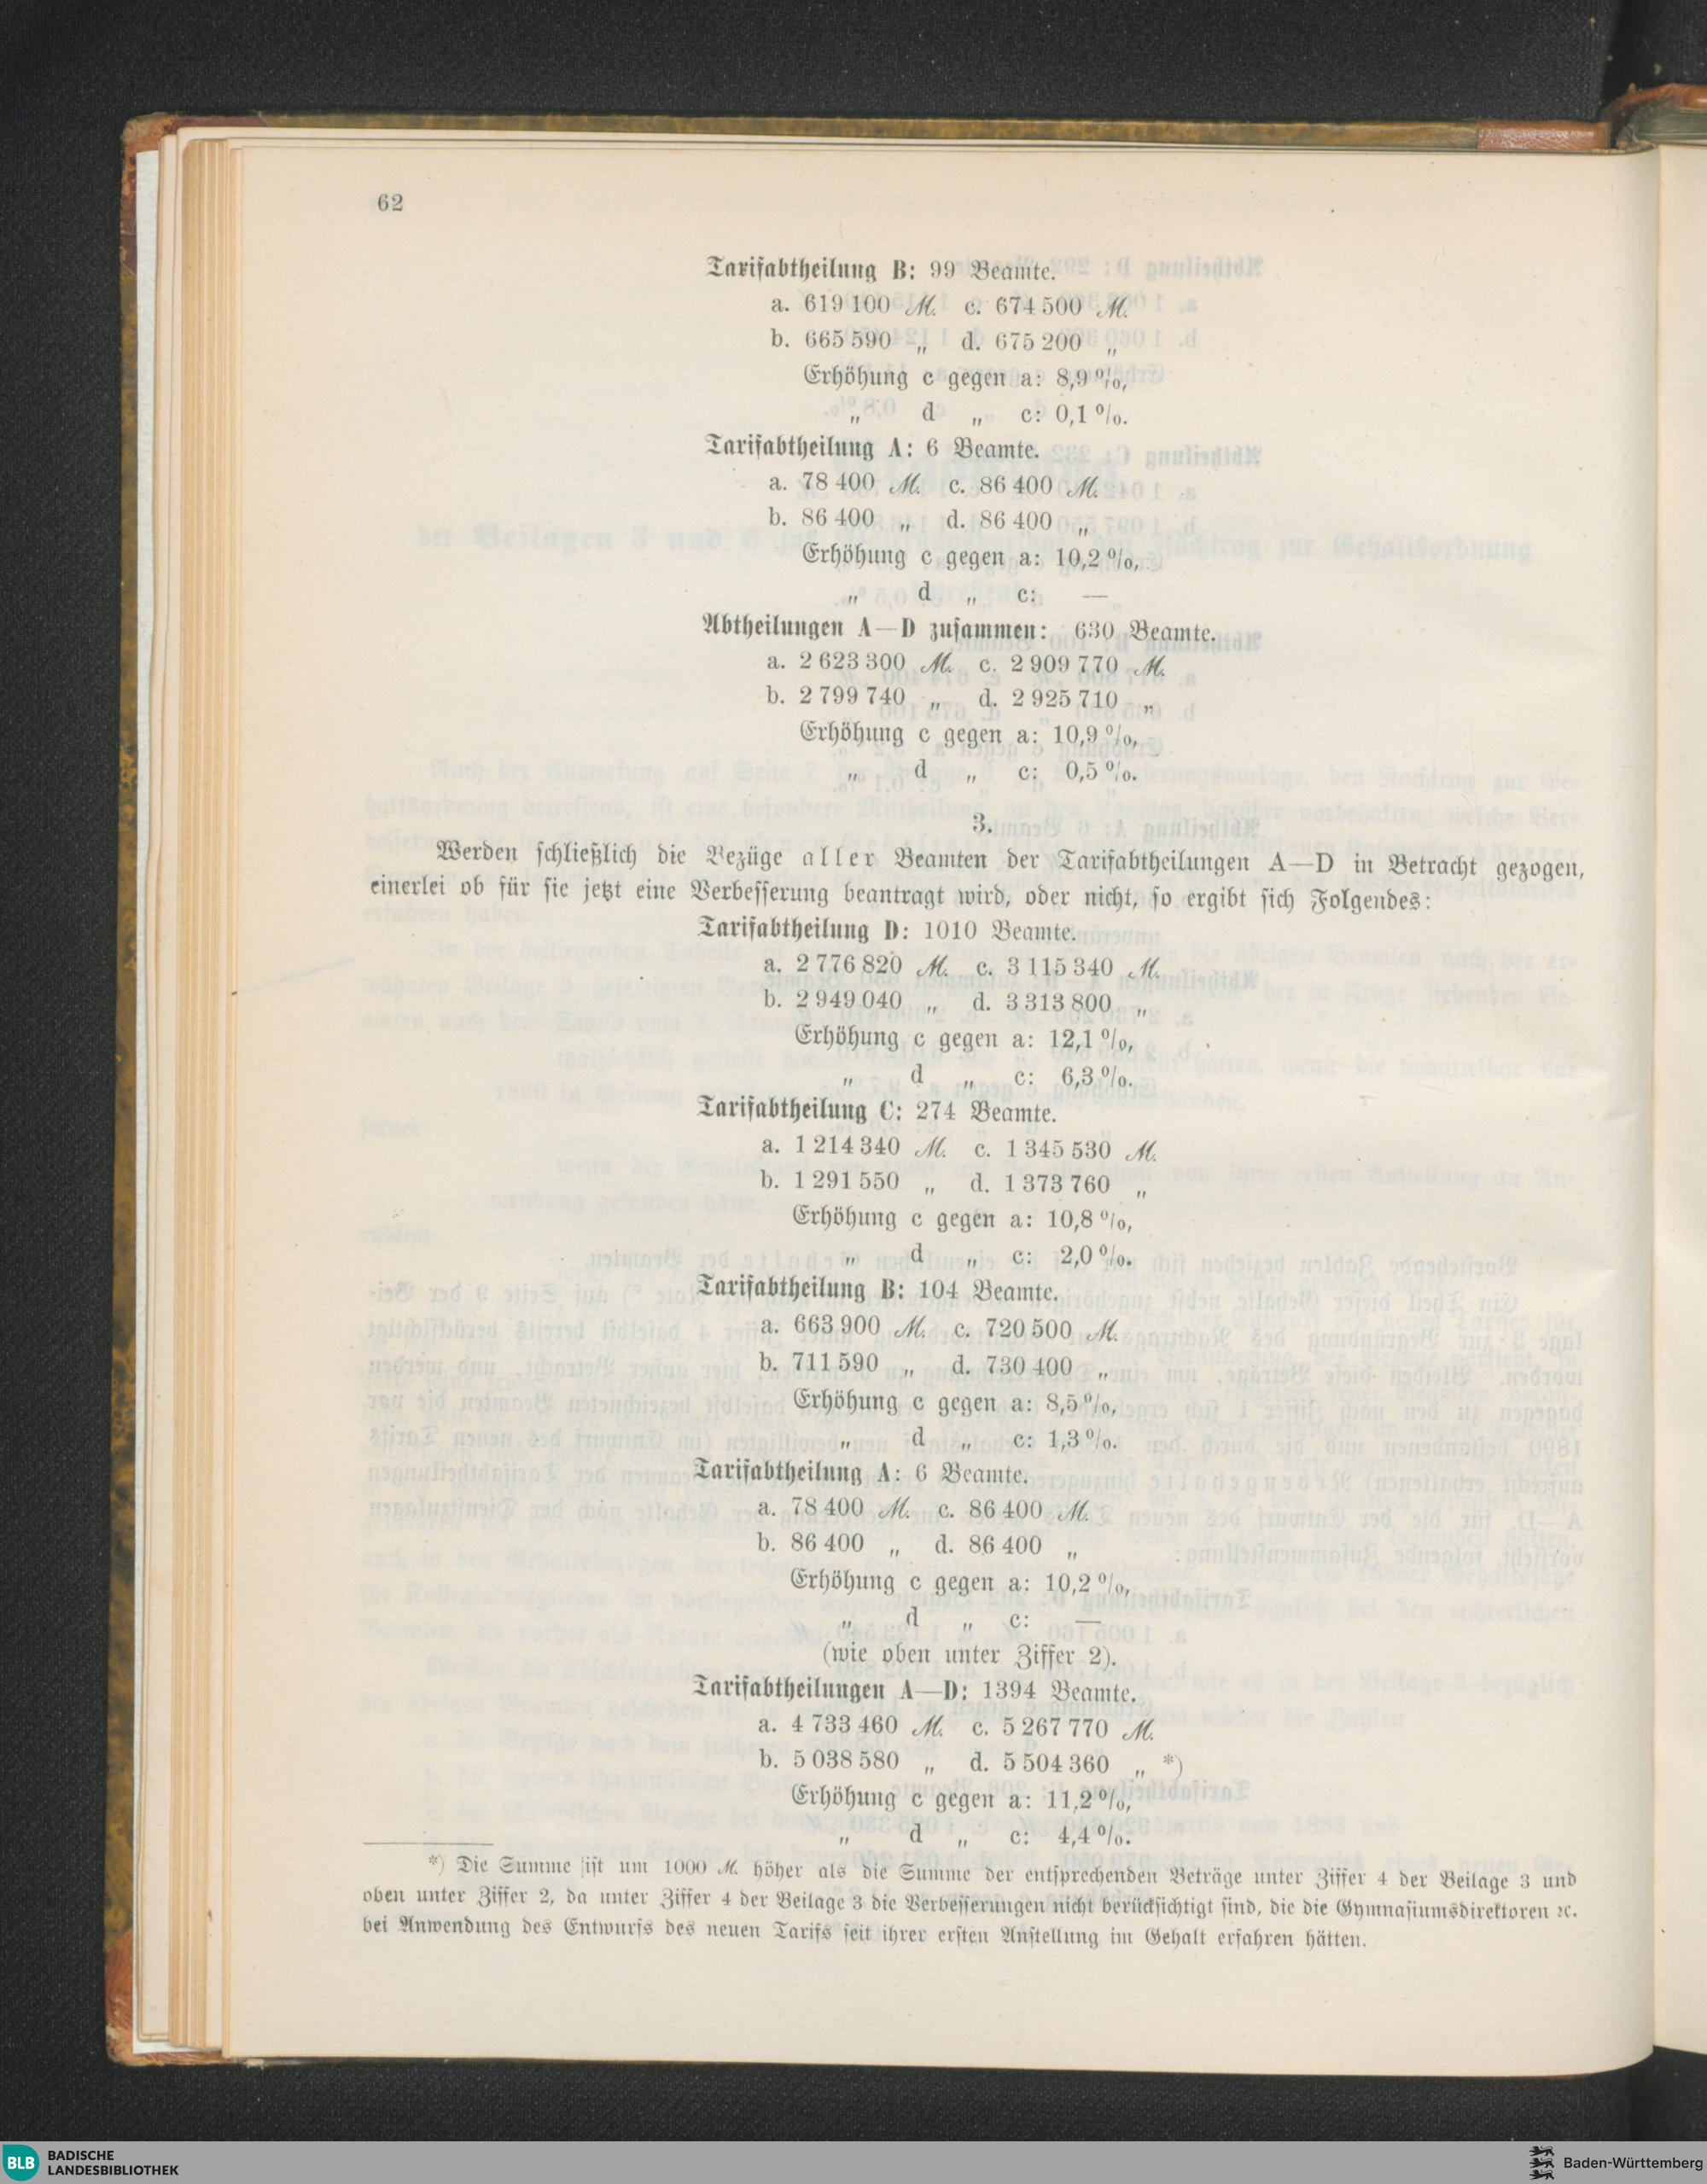 62
Tarifabtheilung B: 99 Beamte.
a. 619 100 ℳ. c. 674 500 ℳ.
b. 665 590 „ d. 675 200 „
Erhöhung c gegen a: 8,9 %,
„ d „ c: 0,1 %.
Tarifabtheilung A: 6 Beamte.
a. 78 400 ℳ. c. 86 400 ℳ.
b. 86 400 „ d. 86 400 „
Erhöhung c gegen a: 10,2 %,
„ d „ c: —
Abtheilungen A—D zusammen: 630 Beamte.
a. 2 623 300 ℳ. c. 2 909 770 ℳ.
b. 2 799 740 „ d. 2 925 710 „
Erhöhung c gegen a: 10,9 %,
„ d „ c: 0,5 %.
3.
Werden schließlich die Bezüge aller Beamten der Tarifabtheilungen A—D in Betracht gezogen,
einerlei ob für sie jetzt eine Verbesserung beantragt wird, oder nicht, so ergibt sich Folgendes:
Tarifabtheilung D: 1010 Beamte.
a. 2 776 820 ℳ. c. 3 115 340 ℳ.
b. 2 949 040 „ d. 3 313 800 „
Erhöhung c gegen a: 12,1 %,
„ d „ c: 6,3 %.
Tarifabtheilung C: 274 Beamte.
a. 1 214 340 ℳ. c. 1 345 530 ℳ.
b. 1 291 550 „ d. 1 373 760 „
Erhöhung c gegen a: 10,8 %,
„ d „ c: 2,0 %.
Tarifabtheilung B: 104 Beamte.
a. 663 900 ℳ. c. 720 500 ℳ.
b. 711 590 „ d. 730 400 „
Erhöhung c gegen a: 8,5 %,
„ d „ c: 1,3 %.
Tarifabtheilung A: 6 Beamte.
a. 78 400 ℳ. c. 86 400 ℳ.
b. 86 400 „ d. 86 400 „
Erhöhung c gegen a: 10,2 %,
„ d „ c: —
(wie oben unter Ziffer 2).
Tarifabtheilungen A—D: 1394 Beamte.
a. 4 733 460 ℳ. c. 5 267 770 ℳ.
b. 5 038 580 „ d. 5 504 360 „ *)
Erhöhung c gegen a: 11,2 %,
„ d „ c: 4,4 %.
*) Die Summe ist um 1000 ℳ. höher als die Summe der entsprechenden Beträge unter Ziffer 4 der Beilage 3 und
oben unter Ziffer 2, da unter Ziffer 4 der Beilage 3 die Verbesserungen nicht berücksichtigt sind, die die Gymnasiumsdirektoren ꝛc.
bei Anwendung des Entwurfs des neuen Tarifs seit ihrer ersten Anstellung im Gehalt erfahren hätten.
BLB BADISCHE
LANDESBIBLIOTHEK
Baden-Württemberg